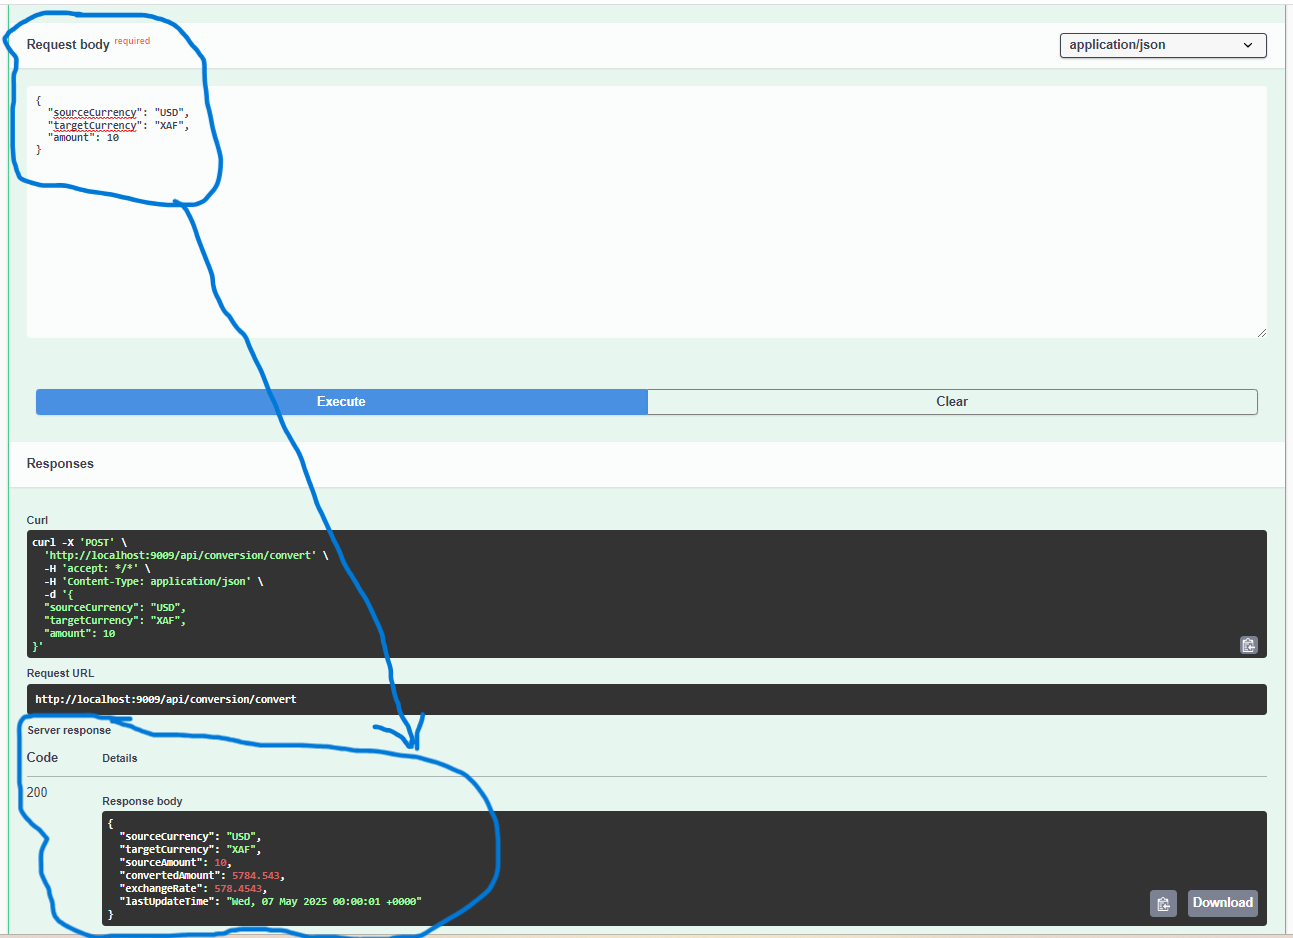 Request body required
application/json
{
  "sourceCurrency": "USD",
  "targetCurrency": "XAF",
  "amount": 10
}
Execute
Clear
Responses
Curl
curl -X 'POST' \
  'http://localhost:9009/api/conversion/convert' \
  -H 'accept: */*' \
  -H 'Content-Type: application/json' \
  -d '{
  "sourceCurrency": "USD",
  "targetCurrency": "XAF",
  "amount": 10
}'
Request URL
http://localhost:9009/api/conversion/convert
Server response
Code
Details
200
Response body
{
  "sourceCurrency": "USD",
  "targetCurrency": "XAF",
  "sourceAmount": 10,
  "convertedAmount": 5784.543,
  "exchangeRate": 578.4543,
  "lastUpdateTime": "Wed, 07 May 2025 00:00:01 +0000"
}
Download